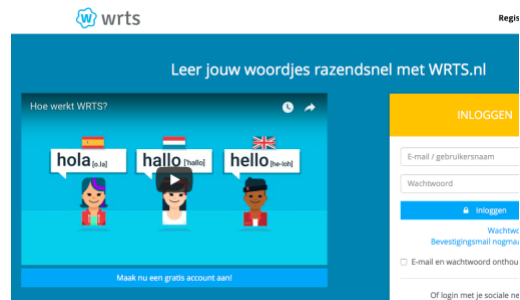 wrts
Regis
Leer jouw woordjes razendsnel met WRTS.nl
Hoe werkt WRTS?
hola [o.la]
hallo ['hɑllo]
hello [he-loh]
Maak nu een gratis account aan!
INLOGGEN
E-mail / gebruikersnaam
Wachtwoord
Inloggen
Wachtwo
Bevestigingsmail nogmaa
E-mail en wachtwoord onthou
Of login met je sociale ne